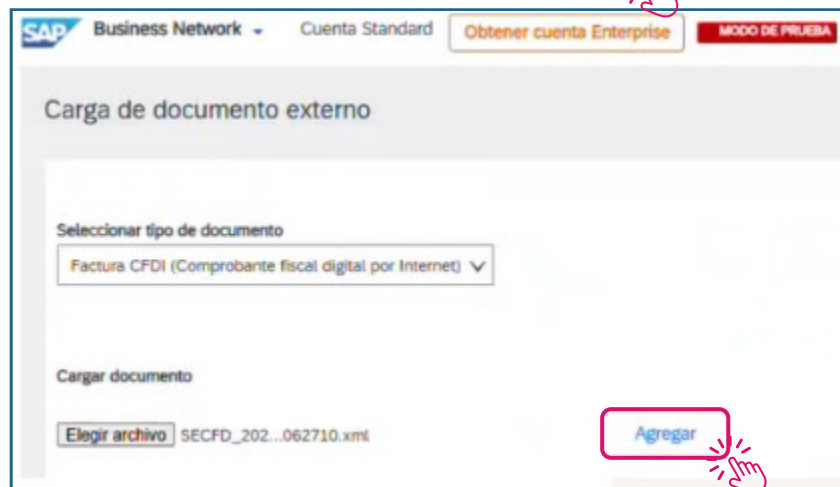 SAP Business Network Cuenta Standard Obtener cuenta Enterprise MODO DE PRUEBA
Carga de documento externo
Seleccionar tipo de documento
Factura CFDI (Comprobante fiscal digital por Internet)
Cargar documento
Elegir archivo SECFD_202...062710.xml Agregar